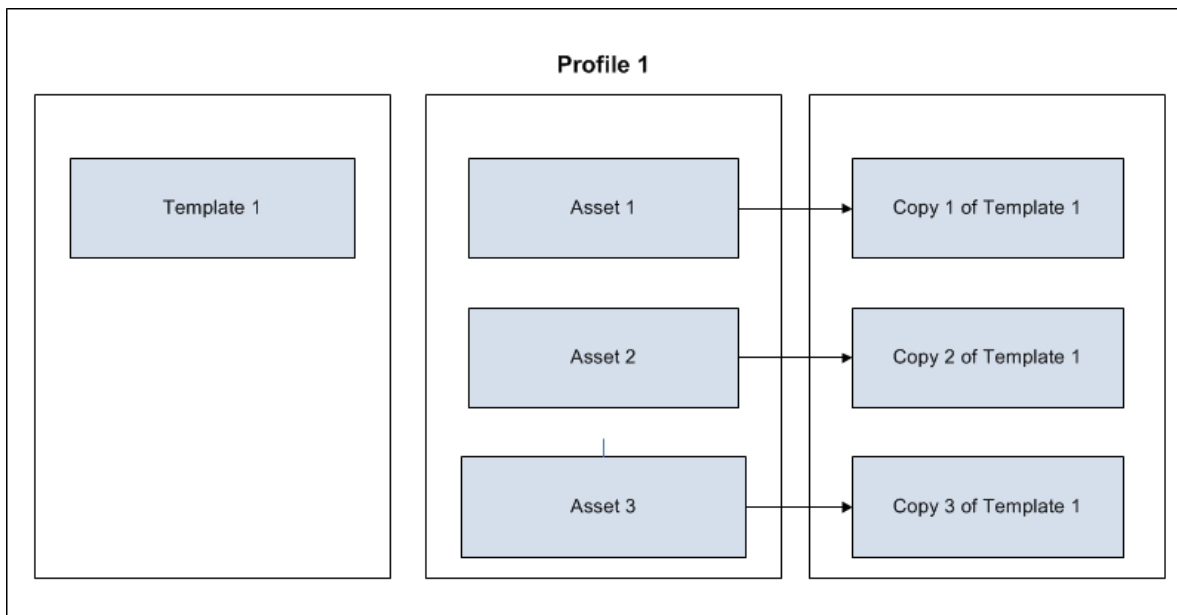 Profile 1
Template 1
Asset 1
Copy 1 of Template 1
Asset 2
Copy 2 of Template 1
Asset 3
Copy 3 of Template 1